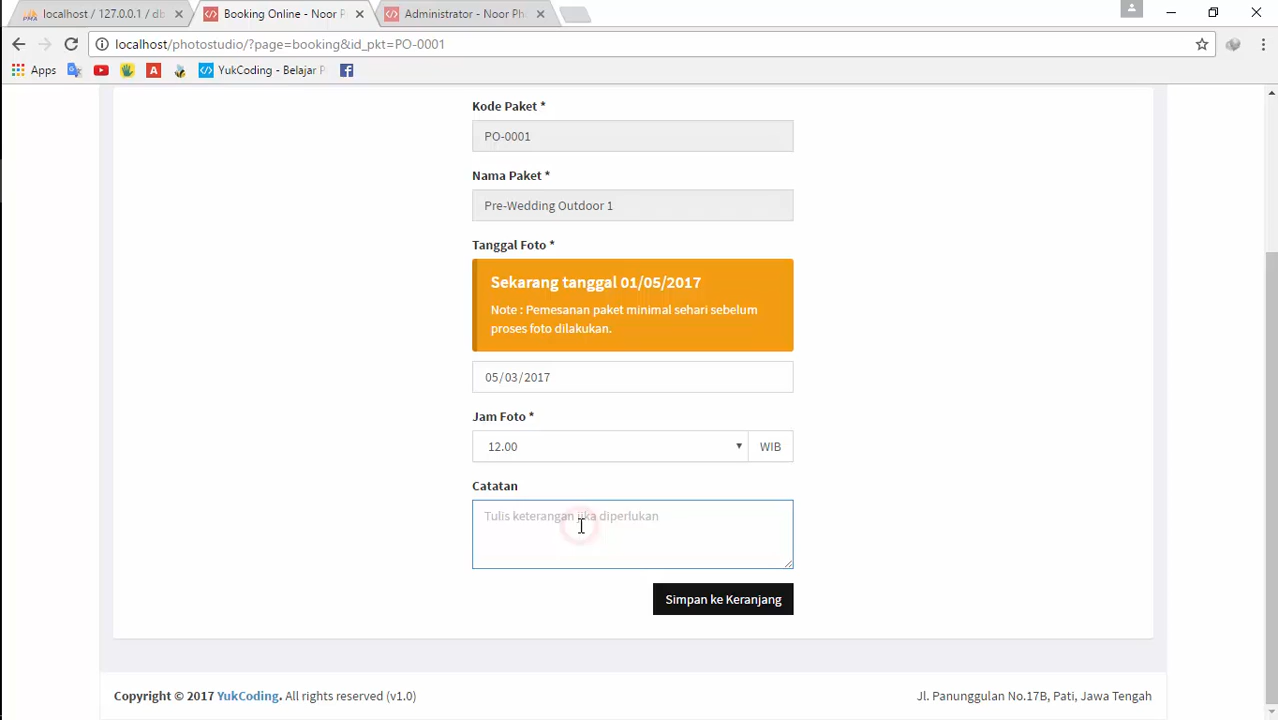 localhost / 127.0.0.1 / db
Booking Online - Noor P
Administrator - Noor Ph
localhost/photostudio/?page=booking&id_pkt=PO-0001
Apps
YukCoding - Belajar P
Kode Paket *
PO-0001
Nama Paket *
Pre-Wedding Outdoor 1
Tanggal Foto *
Sekarang tanggal 01/05/2017
Note : Pemesanan paket minimal sehari sebelum
proses foto dilakukan.
05/03/2017
Jam Foto *
12.00
WIB
Catatan
Tulis keterangan jika diperlukan
Simpan ke Keranjang
Copyright © 2017 YukCoding. All rights reserved (v1.0)
Jl. Panunggulan No.17B, Pati, Jawa Tengah